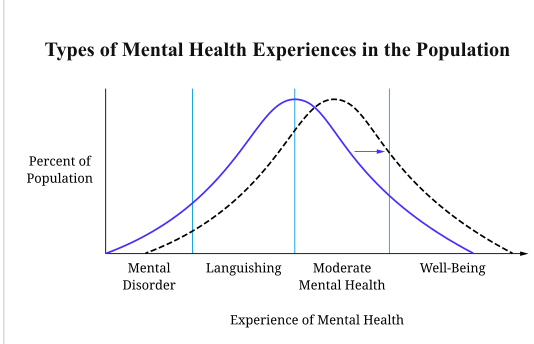 Types of Mental Health Experiences in the Population
Percent of
Population
Mental
Disorder
Languishing
Moderate
Mental Health
Well-Being
Experience of Mental Health